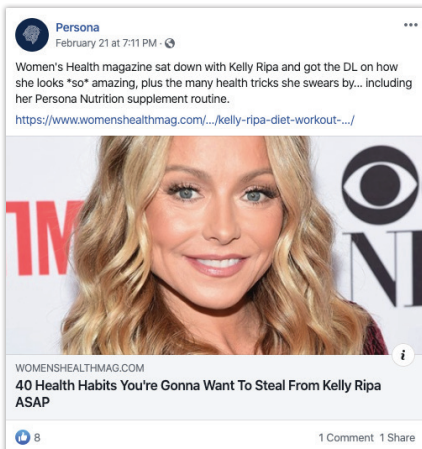 Persona
February 21 at 7:11 PM ·
Women's Health magazine sat down with Kelly Ripa and got the DL on how
she looks *so* amazing, plus the many health tricks she swears by... including
her Persona Nutrition supplement routine.
https://www.womenshealthmag.com/.../kelly-ripa-diet-workout-.../
TM
N
i
WOMENSHEALTHMAG.COM
40 Health Habits You're Gonna Want To Steal From Kelly Ripa
ASAP
8
1 Comment 1 Share